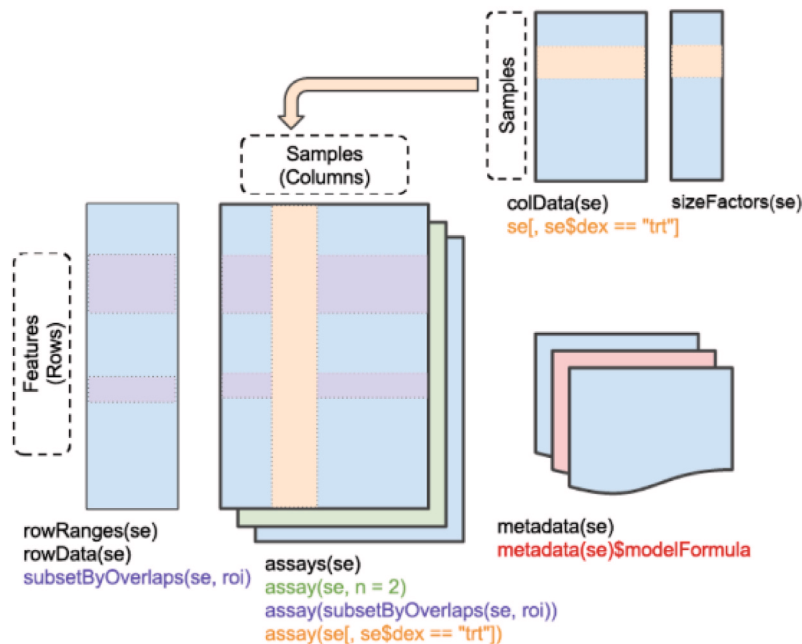 Samples
Samples
(Columns)
colData(se)
se[, se$dex == "trt"]
sizeFactors(se)
Features
(Rows)
rowRanges(se)
rowData(se)
subsetByOverlaps(se, roi)
assays(se)
assay(se, n = 2)
assay(subsetByOverlaps(se, roi))
assay(se[, se$dex == "trt"])
metadata(se)
metadata(se)$modelFormula